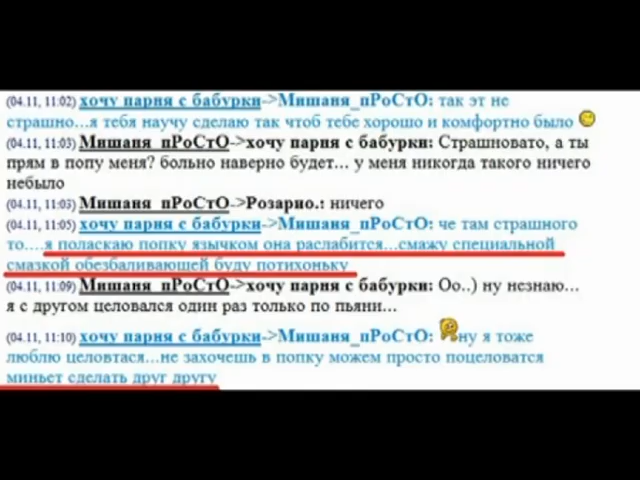 (04.11, 11:02) хочу парня с бабурки->Мишаня_пРоСтО: так эт не
страшно...я тебя научу сделаю так чтоб тебе хорошо и комфортно было
(04.11, 11:03) Мишаня_пРоСтО->хочу парня с бабурки: Страшновато, а ты
прям в попу меня? больно наверно будет... у меня никогда такого ничего
небыло
(04.11, 11:03) Мишаня_пРоСтО->Розарио.: ничего
(04.11, 11:05) хочу парня с бабурки->Мишаня_пРоСтО: че там страшного
то....я поласкаю попку язычком она раслабится...смажу специальной
смазкой обезбаливающей буду потихоньку
(04.11, 11:09) Мишаня_пРоСтО->хочу парня с бабурки: Оо..) ну незнаю...
я с другом целовался один раз только по пьяни...
(04.11, 11:10) хочу парня с бабурки->Мишаня_пРоСтО: ну я тоже
люблю целовтася...не захочешь в попку можем просто поцеловатся
миньет сделать друг другу